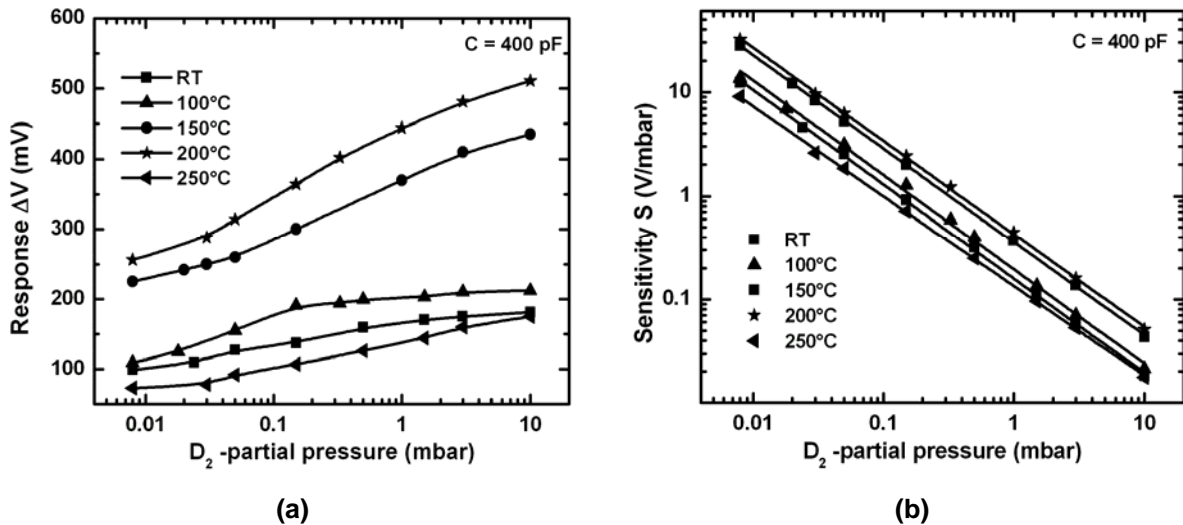 600
500
400
300
200
100
0.01
0.1
1
10
Response ΔV (mV)
D₂ -partial pressure (mbar)
C = 400 pF
RT
100°C
150°C
200°C
250°C
(a)
10
1
0.1
0.01
0.1
1
10
Sensitivity S (V/mbar)
D₂ -partial pressure (mbar)
C = 400 pF
RT
100°C
150°C
200°C
250°C
(b)